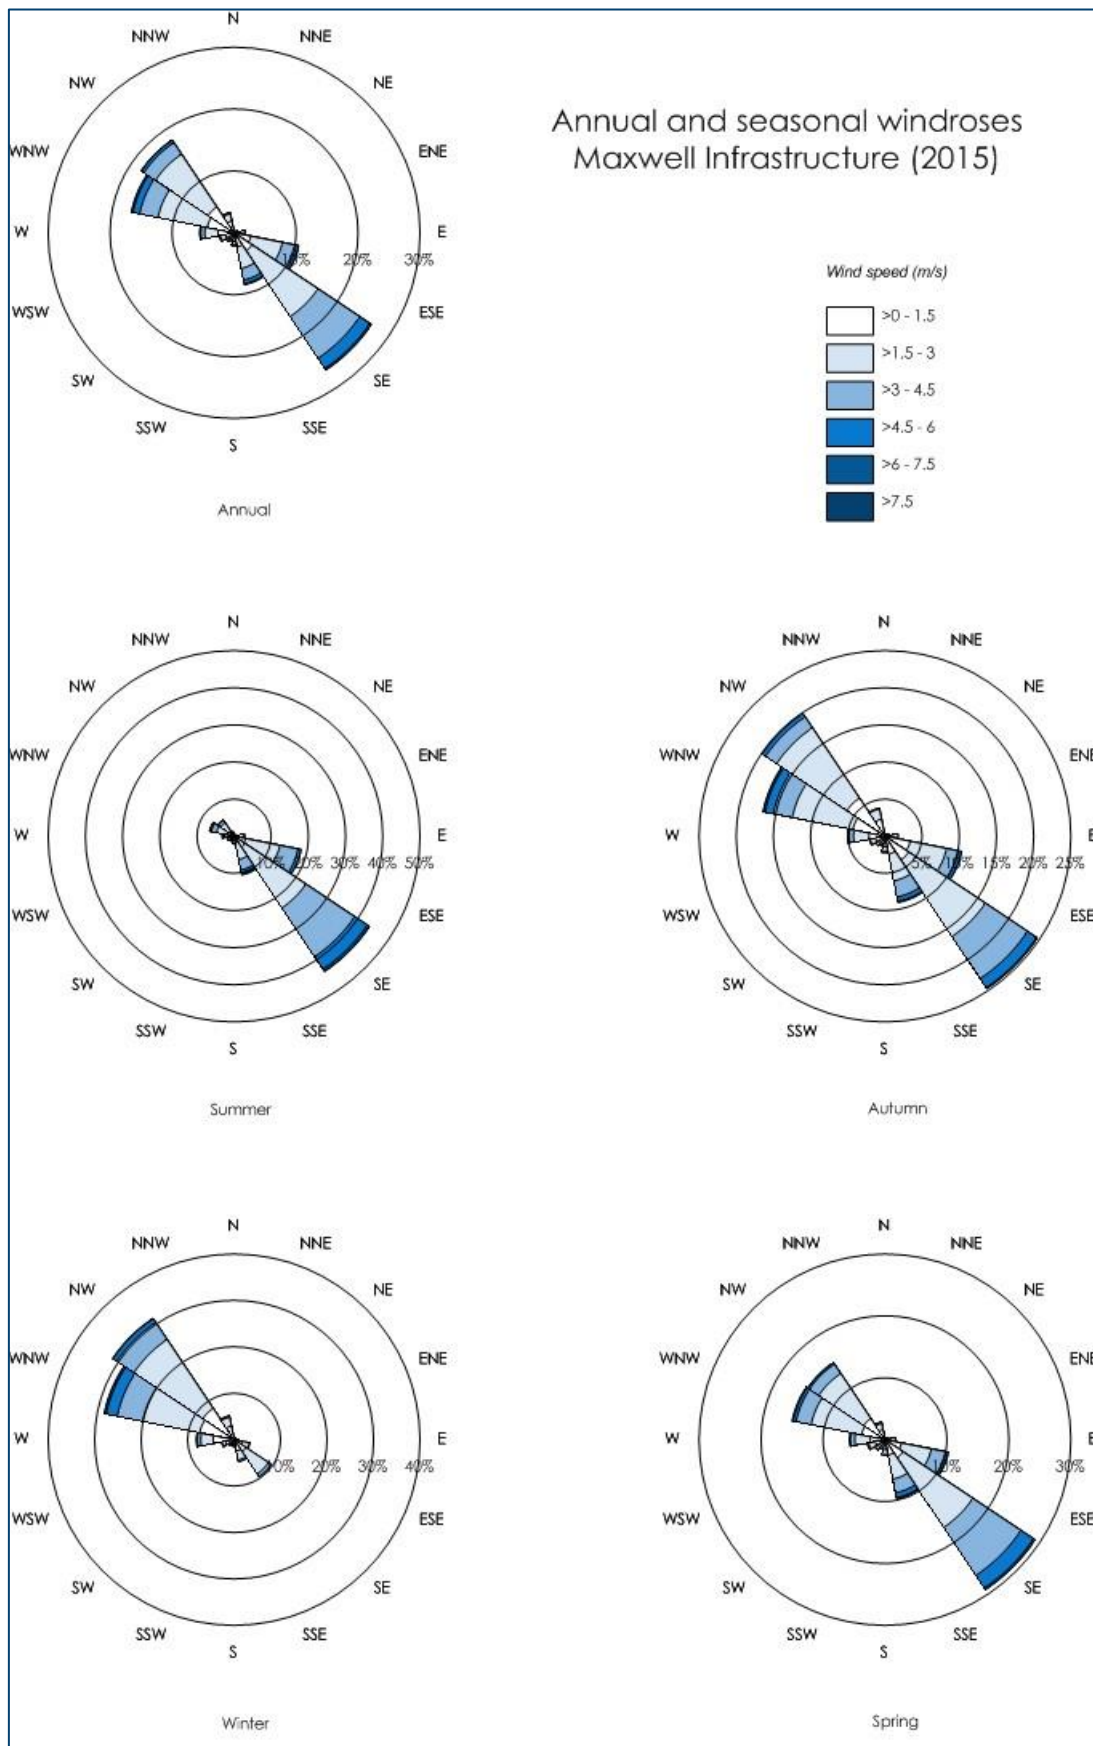 Annual and seasonal windroses
Maxwell Infrastructure (2015)
Wind speed (m/s)
>0 - 1.5
>1.5 - 3
>3 - 4.5
>4.5 - 6
>6 - 7.5
>7.5
N
NNE
NE
ENE
E
ESE
SE
SSE
S
SSW
SW
WSW
W
WNW
NW
NNW
10% 20% 30%
Annual
N
NNE
NE
ENE
E
ESE
SE
SSE
S
SSW
SW
WSW
W
WNW
NW
NNW
10% 20% 30% 40% 50%
Summer
N
NNE
NE
ENE
E
ESE
SE
SSE
S
SSW
SW
WSW
W
WNW
NW
NNW
5% 10% 15% 20% 25%
Autumn
N
NNE
NE
ENE
E
ESE
SE
SSE
S
SSW
SW
WSW
W
WNW
NW
NNW
10% 20% 30% 40%
Winter
N
NNE
NE
ENE
E
ESE
SE
SSE
S
SSW
SW
WSW
W
WNW
NW
NNW
10% 20% 30%
Spring